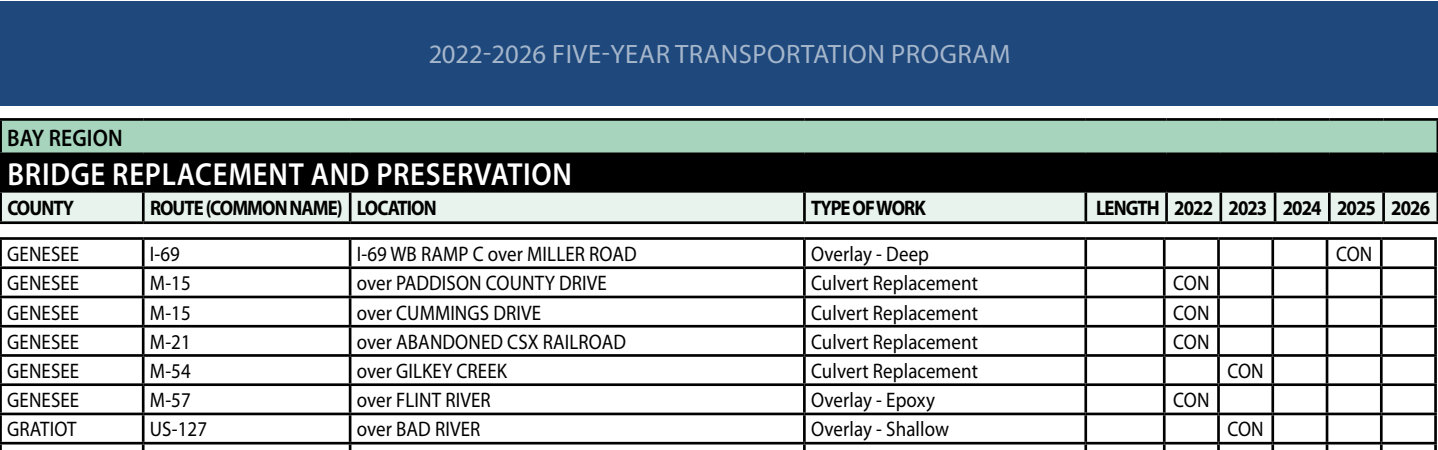 2022-2026 FIVE-YEAR TRANSPORTATION PROGRAM
BAY REGION
BRIDGE REPLACEMENT AND PRESERVATION
COUNTY ROUTE (COMMON NAME) LOCATION TYPE OF WORK LENGTH 2022 2023 2024 2025 2026
GENESEE I-69 I-69 WB RAMP C over MILLER ROAD Overlay - Deep CON
GENESEE M-15 over PADDISON COUNTY DRIVE Culvert Replacement CON
GENESEE M-15 over CUMMINGS DRIVE Culvert Replacement CON
GENESEE M-21 over ABANDONED CSX RAILROAD Culvert Replacement CON
GENESEE M-54 over GILKEY CREEK Culvert Replacement CON
GENESEE M-57 over FLINT RIVER Overlay - Epoxy CON
GRATIOT US-127 over BAD RIVER Overlay - Shallow CON